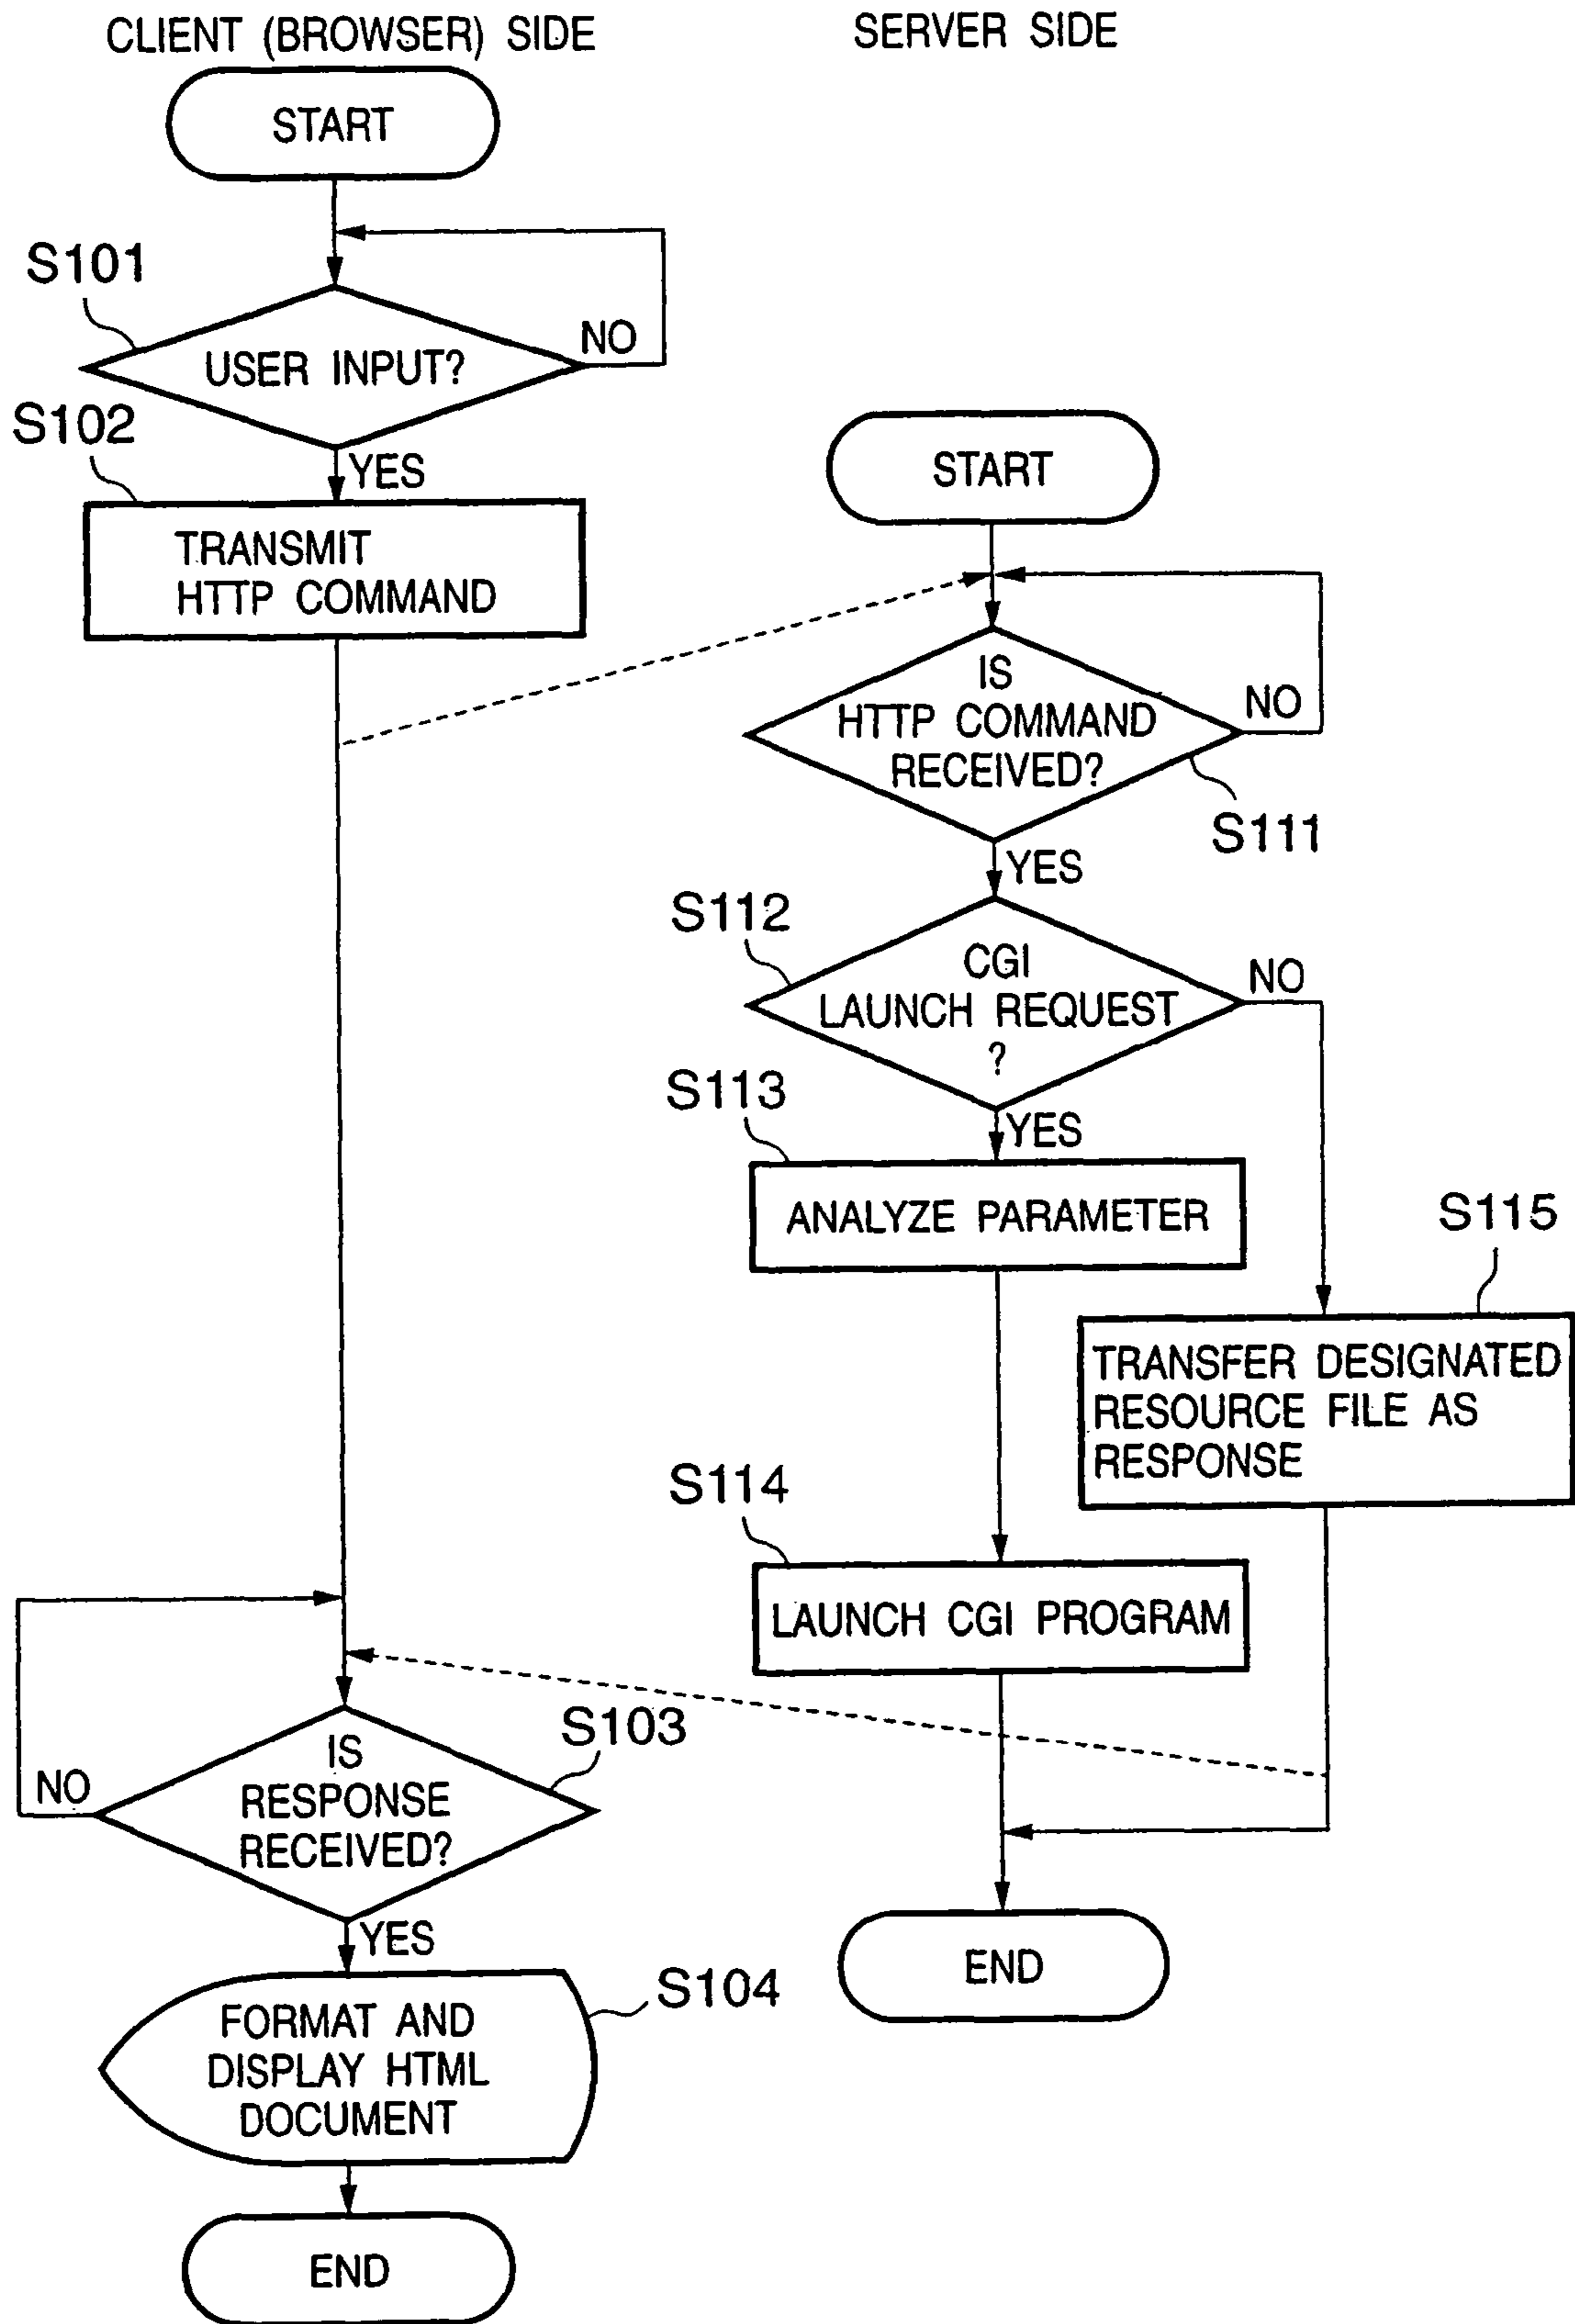 CLIENT (BROWSER) SIDE
START
S101
USER INPUT?
NO
S102
YES
TRANSMIT
HTTP COMMAND
IS
RESPONSE
RECEIVED?
S103
NO
YES
FORMAT AND
DISPLAY HTML
DOCUMENT
S104
END
SERVER SIDE
START
IS
HTTP COMMAND
RECEIVED?
NO
S111
YES
S112
CGI
LAUNCH REQUEST
?
NO
S113
YES
ANALYZE PARAMETER
S115
TRANSFER DESIGNATED
RESOURCE FILE AS
RESPONSE
S114
LAUNCH CGI PROGRAM
END